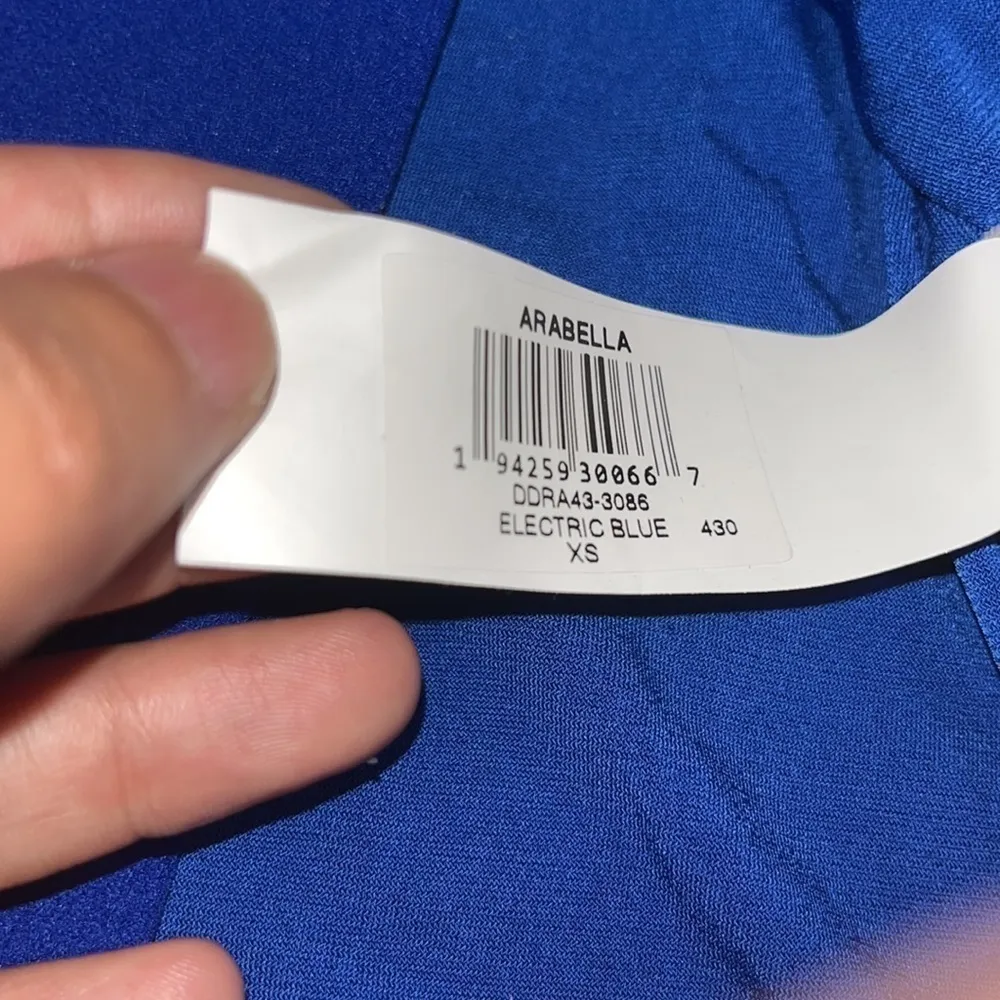 ARABELLA
1 94259 30066 7
DDRA43-3086
ELECTRIC BLUE 430
XS